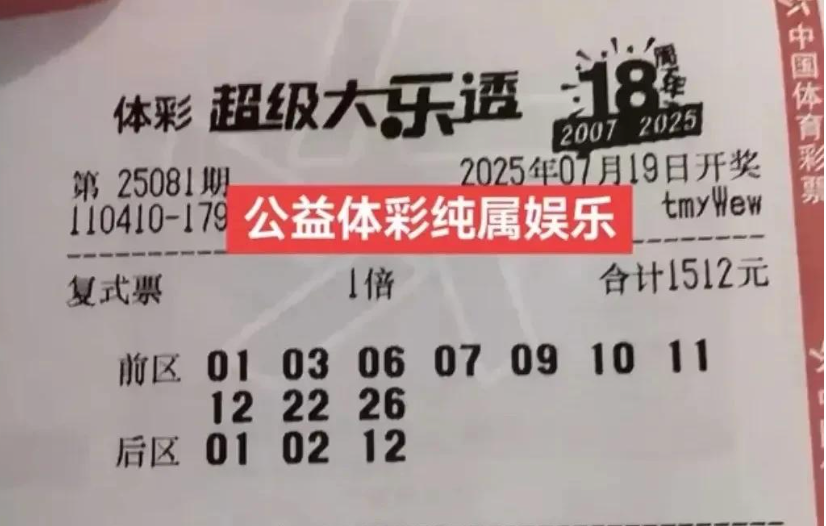 体彩 超级大乐透 18周年
2007 2025
第 25081期 2025年07月19日开奖
110410-179 tmyWew
公益体彩纯属娱乐
复式票 1倍 合计1512元
前区 01 03 06 07 09 10 11
12 22 26
后区 01 02 12
中国体育彩票